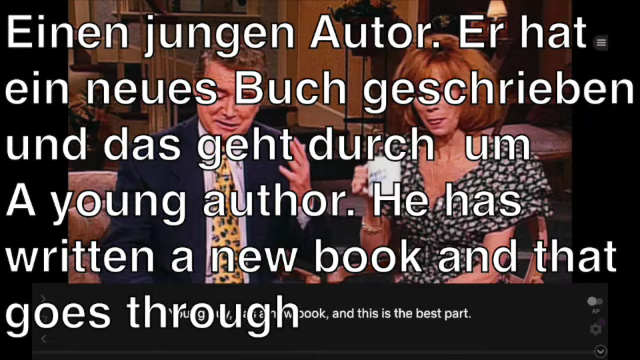 Einen jungen Autor. Er hat
ein neues Buch geschrieben
und das geht durch um
A young author. He has
written a new book and that
goes through
book, and this is the best part.
AP